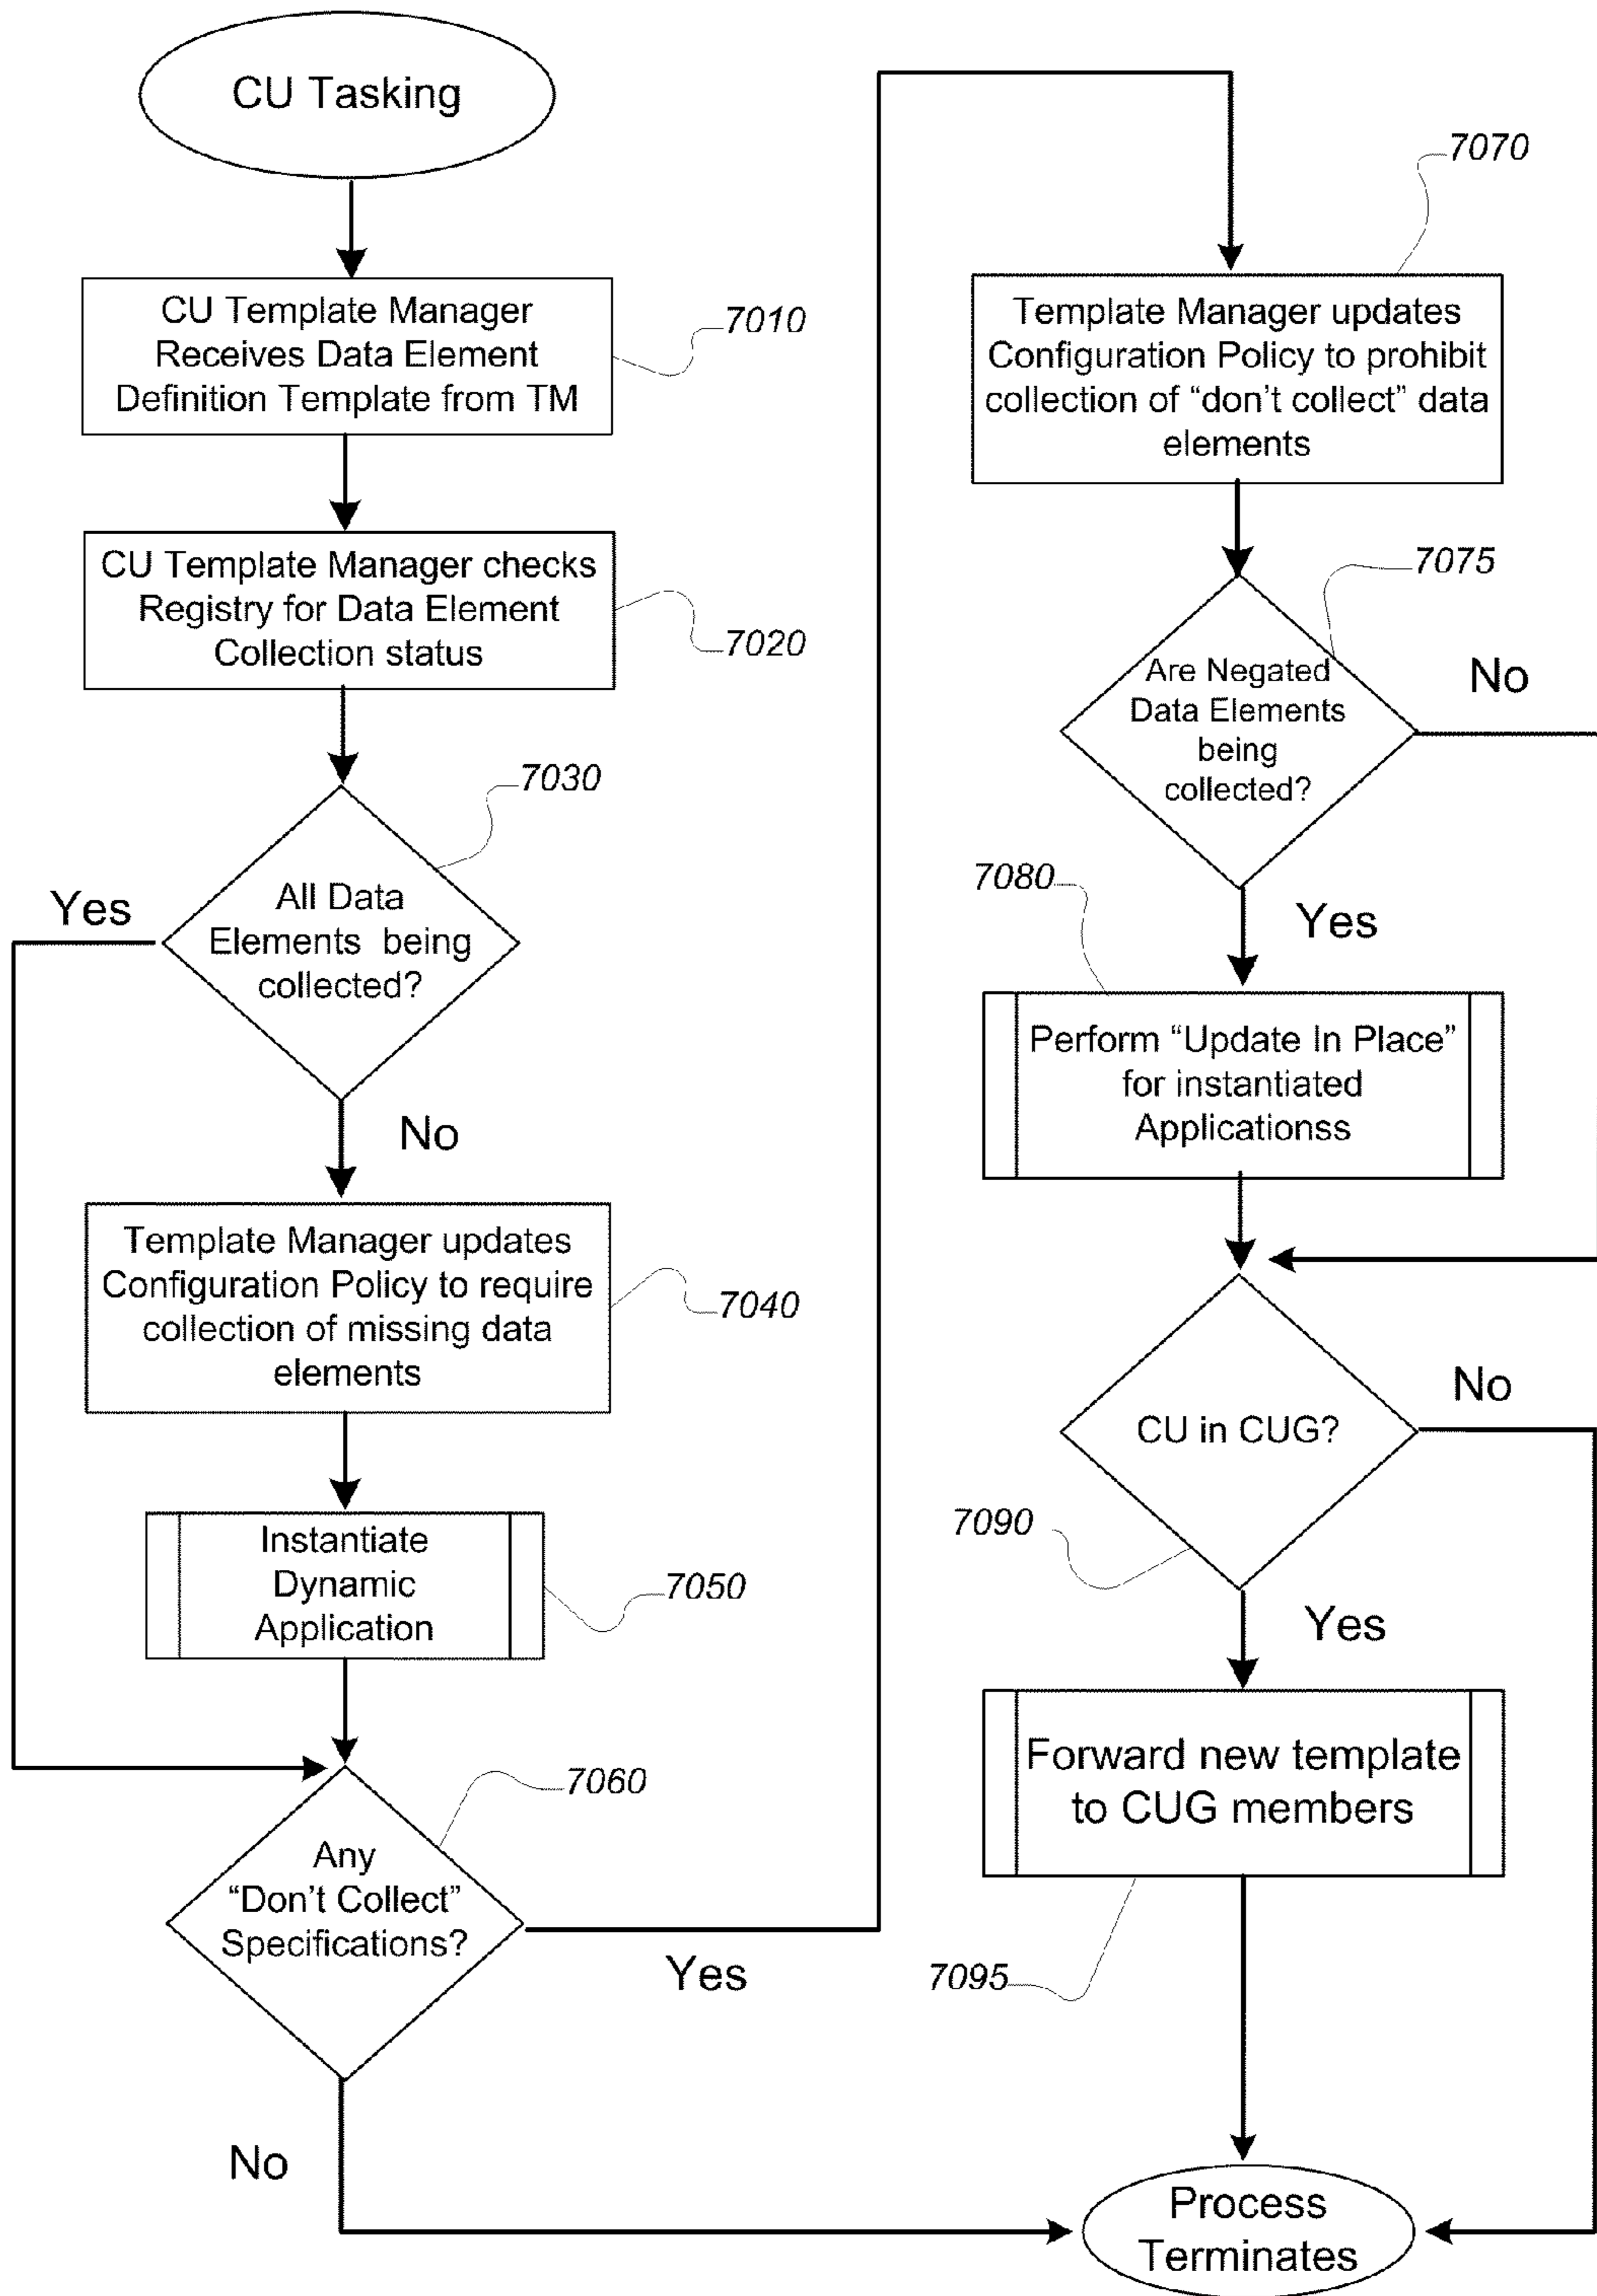 CU Tasking
CU Template Manager
Receives Data Element
Definition Template from TM
7010
CU Template Manager checks
Registry for Data Element
Collection status
7020
7030
All Data
Elements being
collected?
Yes
No
Template Manager updates
Configuration Policy to require
collection of missing data
elements
7040
Instantiate
Dynamic
Application
7050
7060
Any
“Don’t Collect”
Specifications?
Yes
No
7070
Template Manager updates
Configuration Policy to prohibit
collection of “don’t collect” data
elements
7075
Are Negated
Data Elements
being
collected?
No
Yes
7080
Perform “Update In Place”
for instantiated
Applicationss
CU in CUG?
No
7090
Yes
Forward new template
to CUG members
7095
Process
Terminates